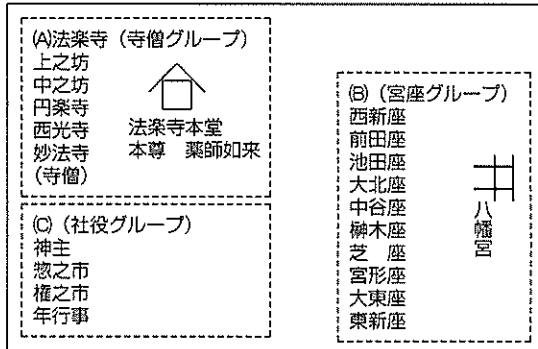 (A)法楽寺（寺僧グループ）
上之坊
中之坊
円楽寺
西光寺
妙法寺
(寺僧)
法楽寺本堂
本尊　薬師如来
(B)（宮座グループ）
西新座
前田座
池田座
大北座
中谷座
榊木座
芝　座
宮形座
大東座
東新座
八幡宮
(C)（社役グループ）
神主
惣之市
権之市
年行事